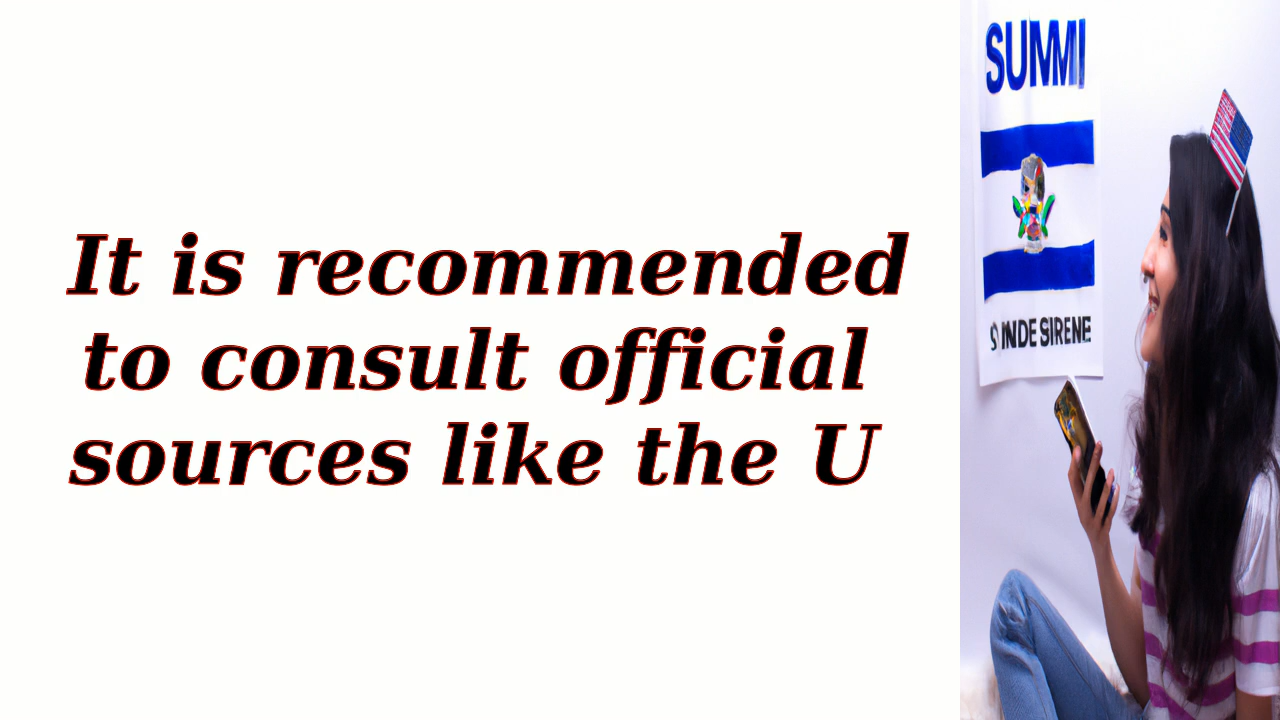 It is recommended
to consult official
sources like the U
SUMMI